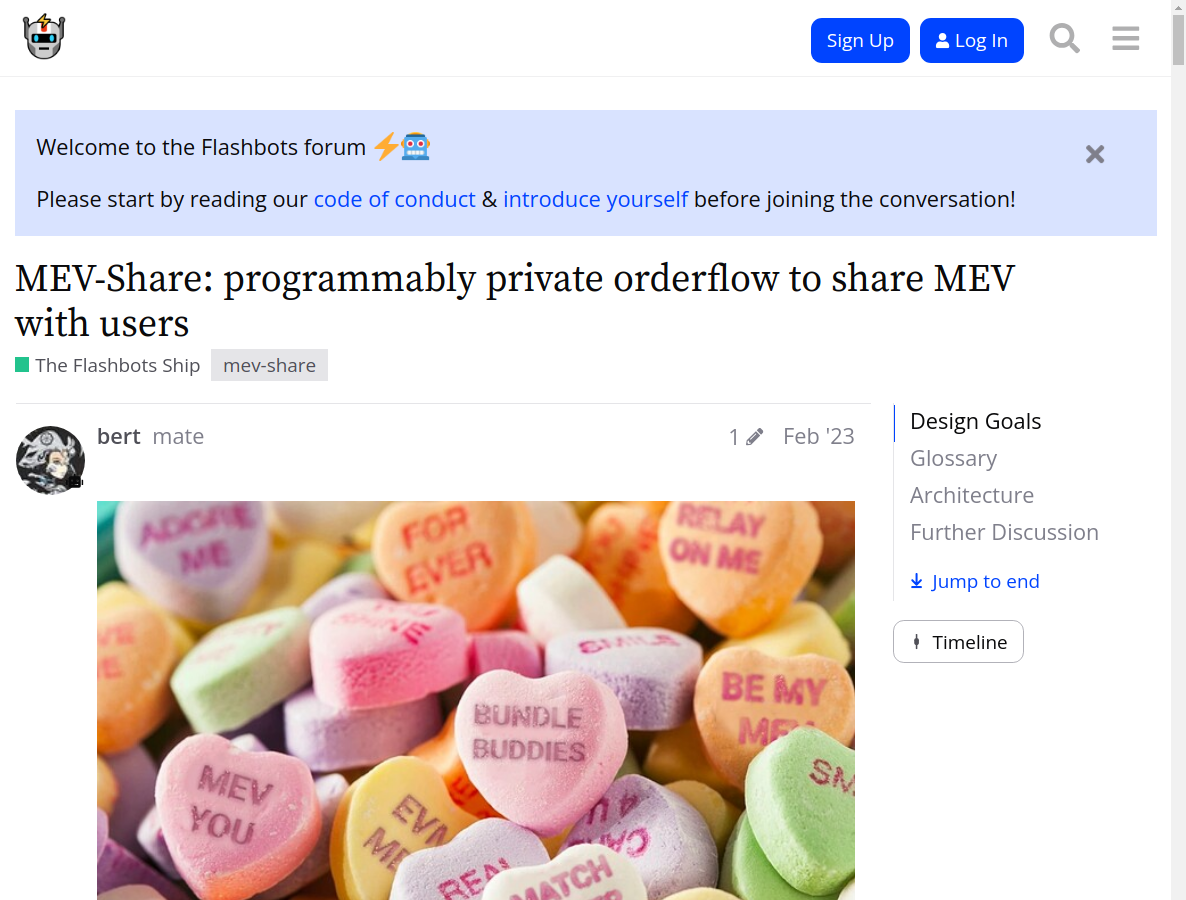 Sign Up
Log In
Welcome to the Flashbots forum
Please start by reading our code of conduct & introduce yourself before joining the conversation!
MEV-Share: programmably private orderflow to share MEV
with users
The Flashbots Ship
mev-share
bert mate
1
Feb '23
Design Goals
Glossary
Architecture
Further Discussion
Jump to end
Timeline
ADORE
ME
FOR
EVER
RELAY
ON ME
SMILE
BE MY
MEV
BUNDLE
BUDDIES
MEV
YOU
EVM
REAL
MATCH